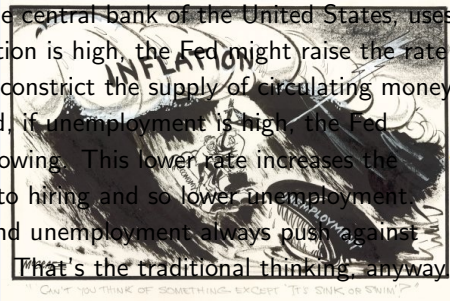 e central bank of the United States, uses
tion is high, the Fed might raise the rate
INFLATION
constrict the supply of circulating money
d, if unemployment is high, the Fed
owing. This lower rate increases the
to hiring and so lower unemployment.
UNEMPLOYMENT
nd unemployment always push against
That's the traditional thinking, anyway
"CAN'T YOU THINK OF SOMETHING EXCEPT 'IT'S SINK OR SWIM'?"